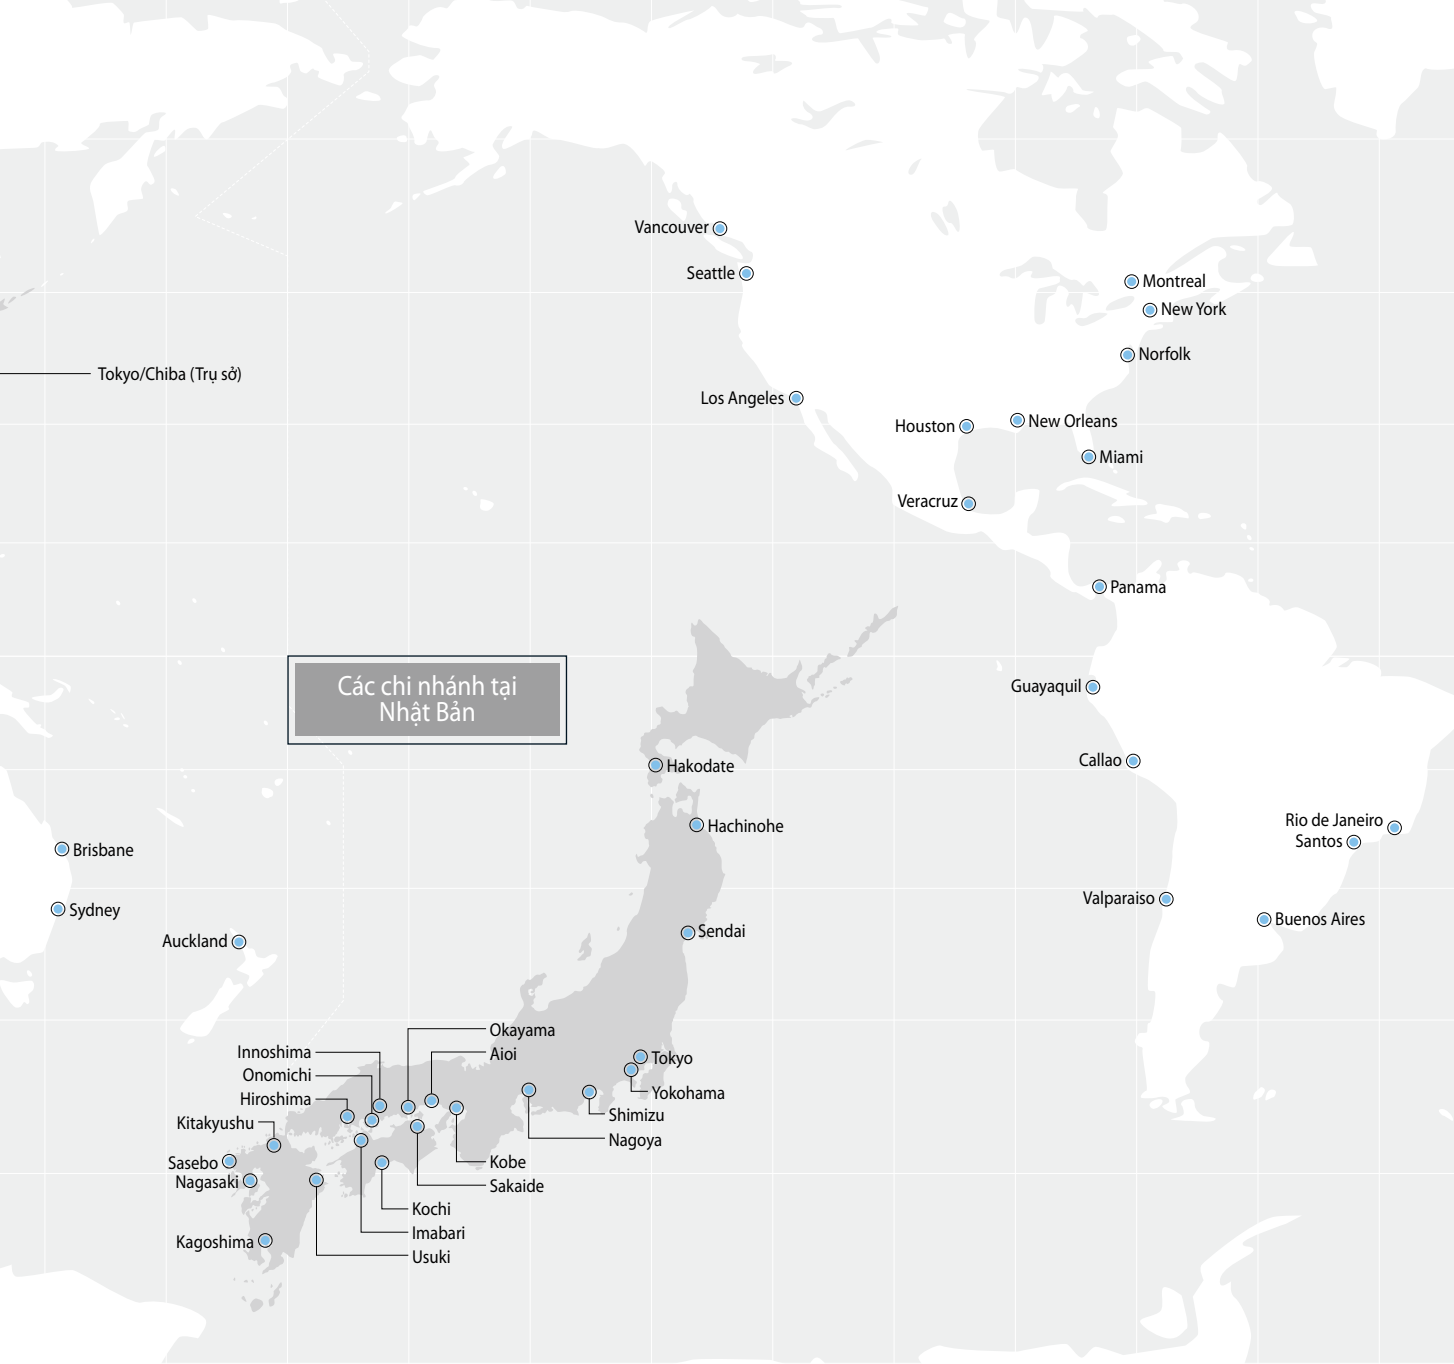 Vancouver
Seattle
Montreal
New York
Norfolk
Tokyo/Chiba (Trụ sở)
Los Angeles
Houston
New Orleans
Miami
Veracruz
Panama
Các chi nhánh tại
Nhật Bản
Guayaquil
Callao
Hakodate
Hachinohe
Rio de Janeiro
Santos
Brisbane
Valparaiso
Sydney
Buenos Aires
Auckland
Sendai
Okayama
Innoshima
Aioi
Tokyo
Onomichi
Yokohama
Hiroshima
Shimizu
Kitakyushu
Nagoya
Sasebo
Kobe
Nagasaki
Sakaide
Kochi
Imabari
Kagoshima
Usuki